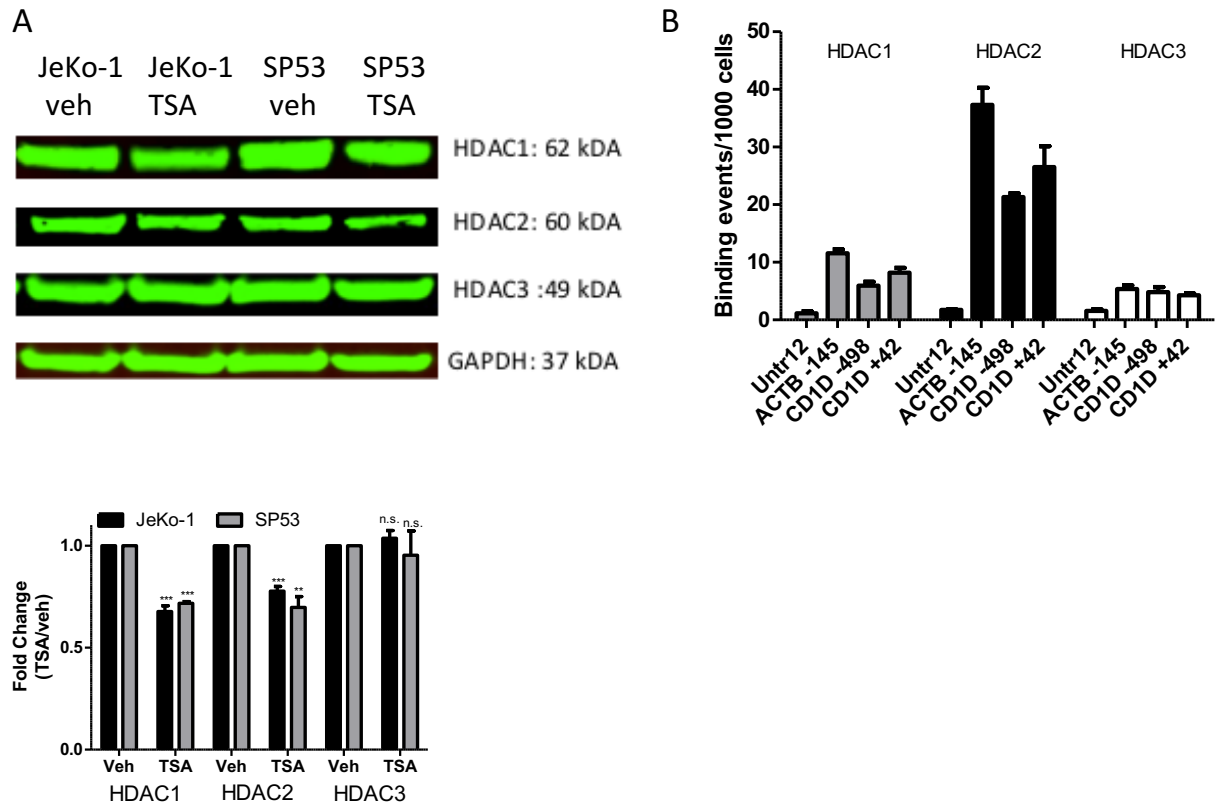 A
JeKo-1 JeKo-1 SP53 SP53
veh TSA veh TSA
HDAC1: 62 kDA
HDAC2: 60 kDA
HDAC3 :49 kDA
GAPDH: 37 kDA
JeKo-1 SP53
Fold Change
(TSA/veh)
1.0
0.5
0.0
*** *** *** ** n.s. n.s.
Veh TSA Veh TSA Veh TSA
HDAC1 HDAC2 HDAC3
B
Binding events/1000 cells
50
40
30
20
10
0
HDAC1 HDAC2 HDAC3
Untr12
ACTB -145
CD1D -498
CD1D +42
Untr12
ACTB -145
CD1D -498
CD1D +42
Untr12
ACTB -145
CD1D -498
CD1D +42